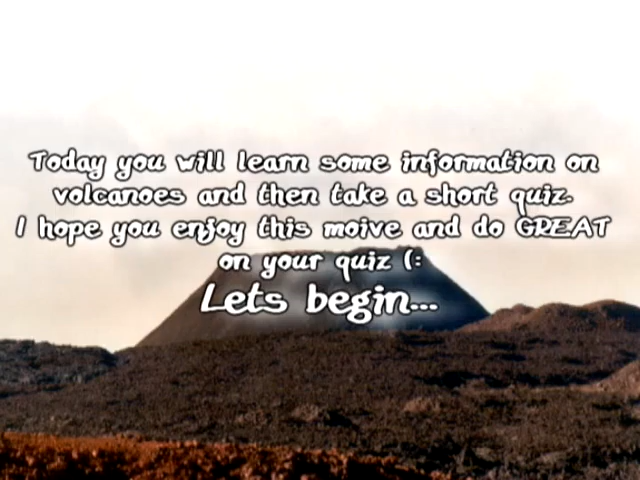 Today you will learn some information on
volcanoes and then take a short quiz.
I hope you enjoy this moive and do GREAT
on your quiz (:
Lets begin...